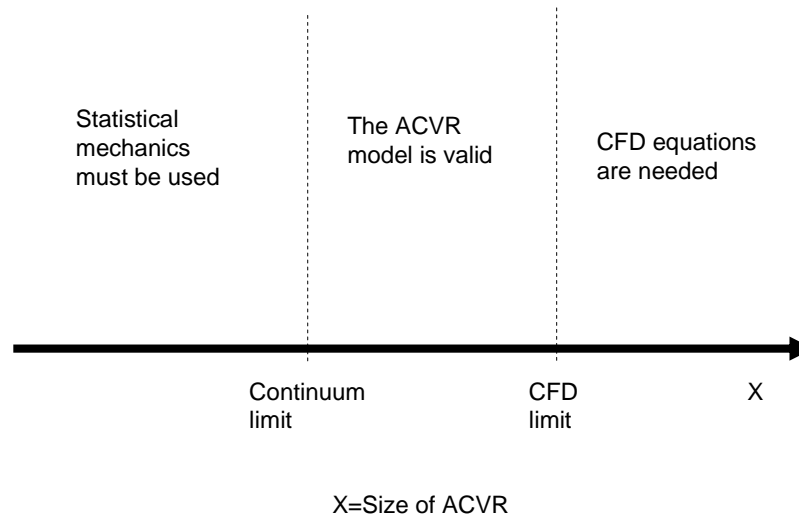 Statistical
mechanics
must be used
The ACVR
model is valid
CFD equations
are needed
Continuum
limit
CFD
limit
X
X=Size of ACVR